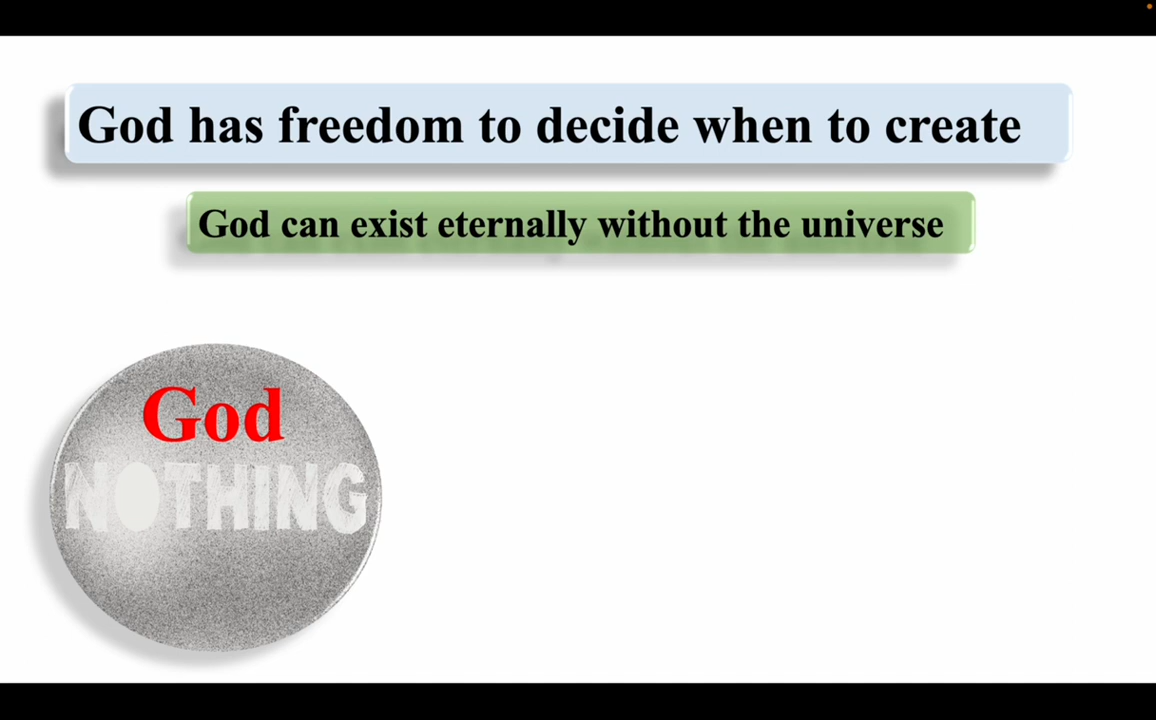 God has freedom to decide when to create
God can exist eternally without the universe
God
NOTHING